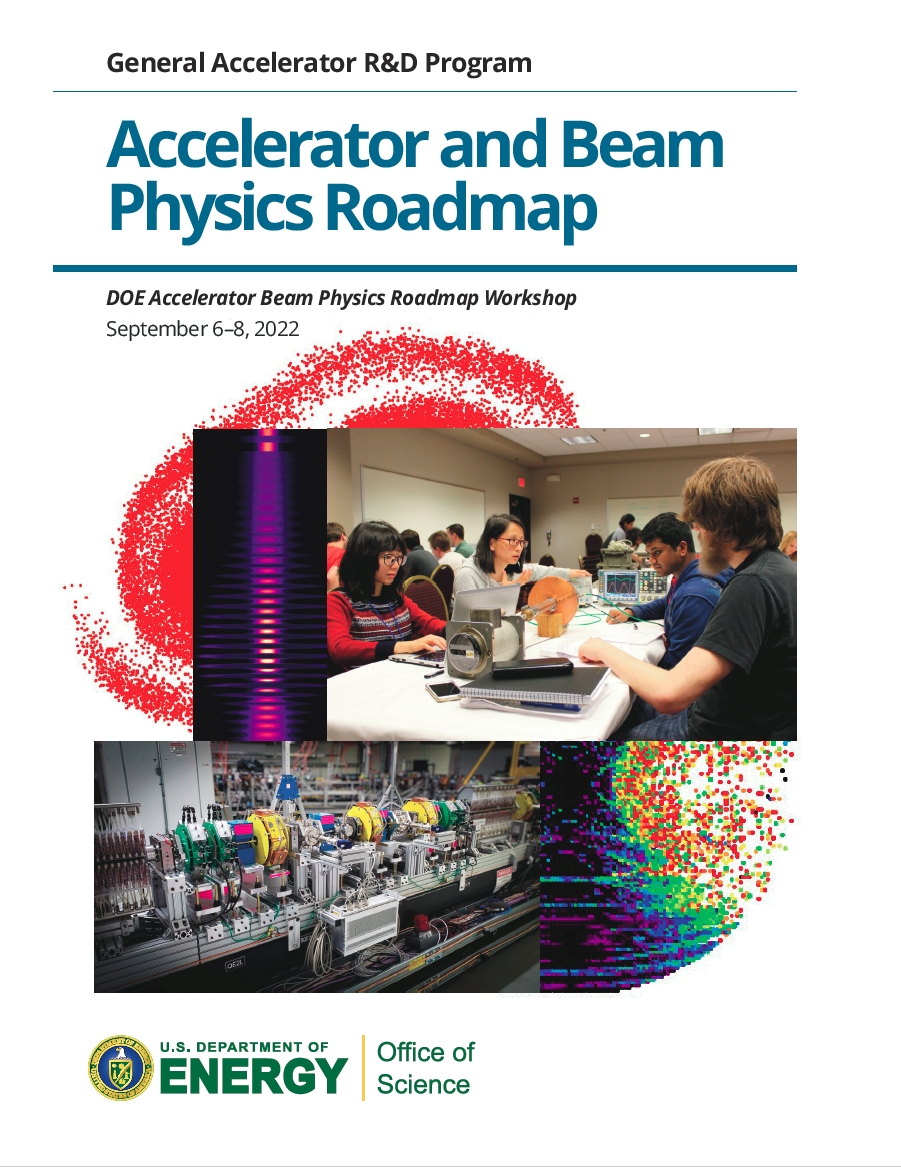 General Accelerator R&D Program
Accelerator and Beam
Physics Roadmap
DOE Accelerator Beam Physics Roadmap Workshop
September 6–8, 2022
U.S. DEPARTMENT OF
ENERGY
Office of
Science